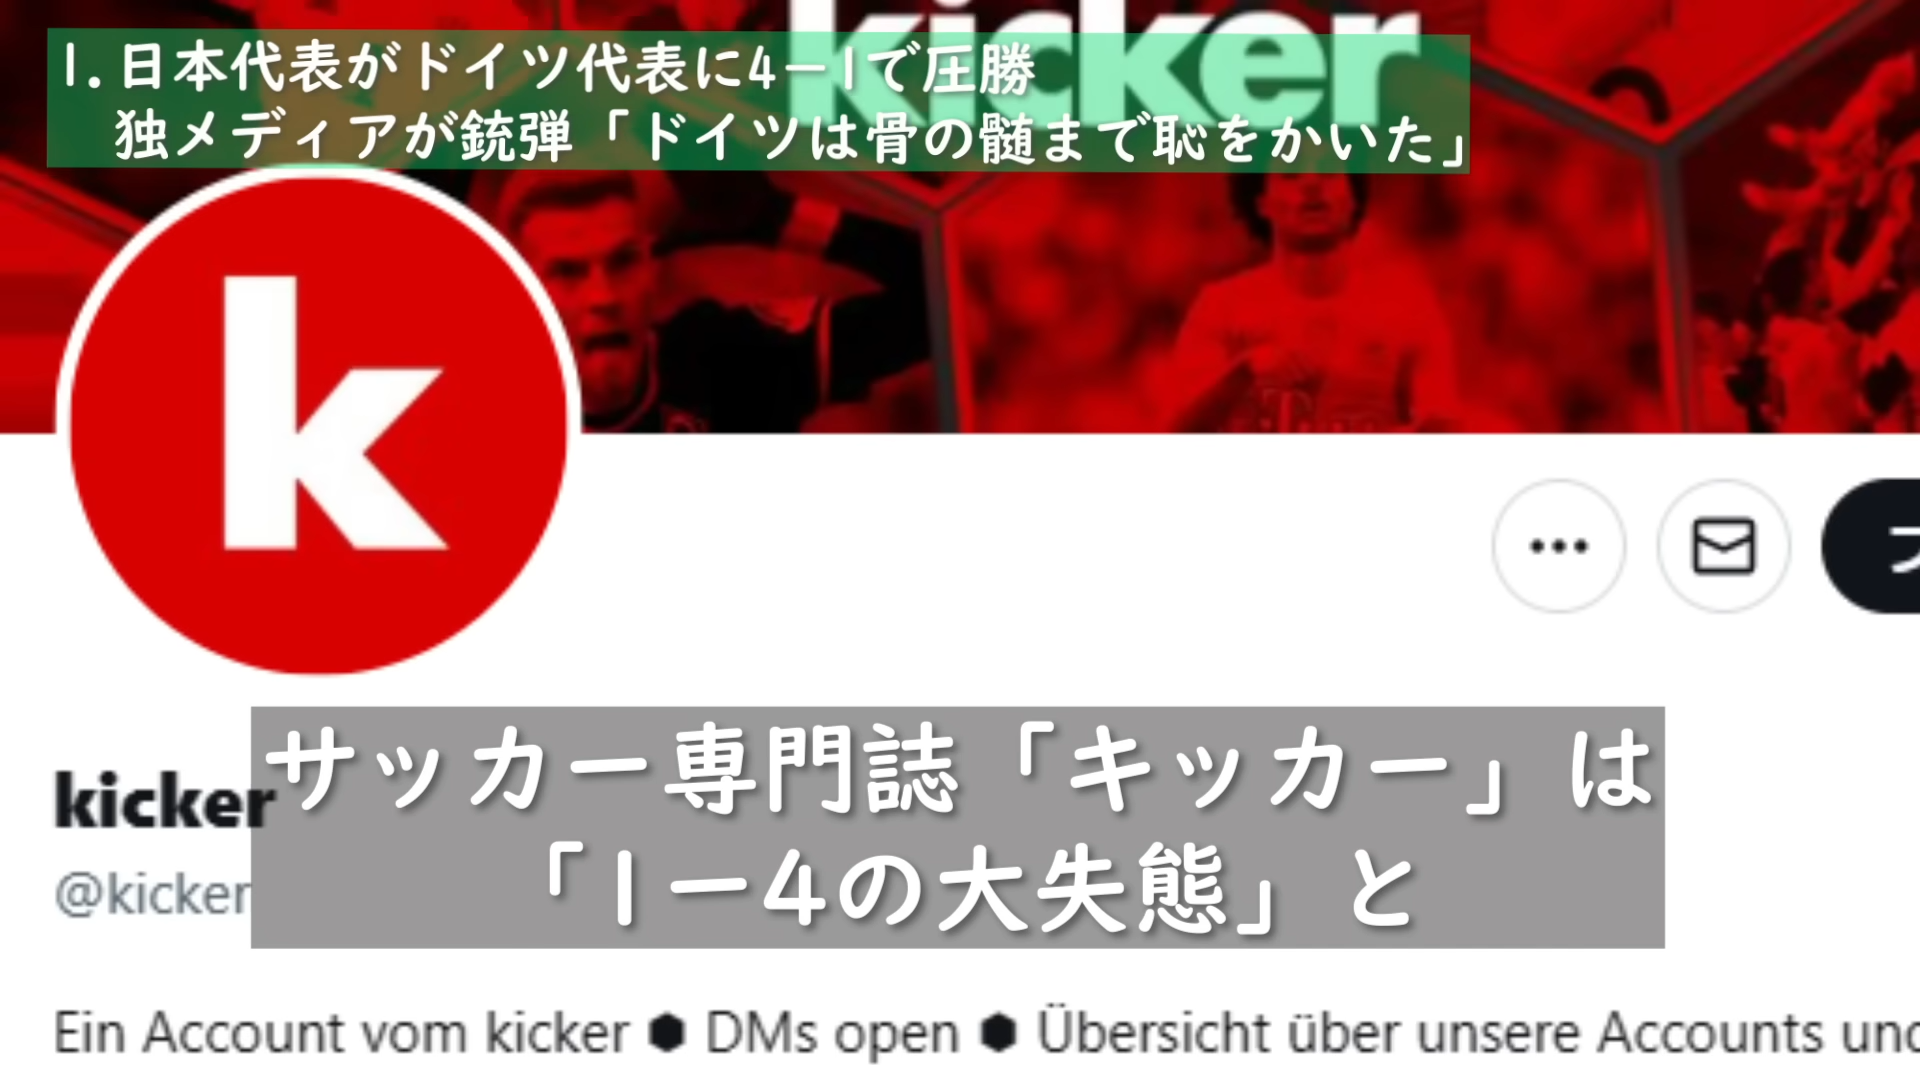 kicker
1. 日本代表がドイツ代表に4ー1で圧勝
独メディアが銃弾「ドイツは骨の髄まで恥をかいた」
k
サッカー専門誌「キッカー」は
「1ー4の大失態」と
kicker
@kicker
Ein Account vom kicker ⬢ DMs open ⬢ Übersicht über unsere Accounts und